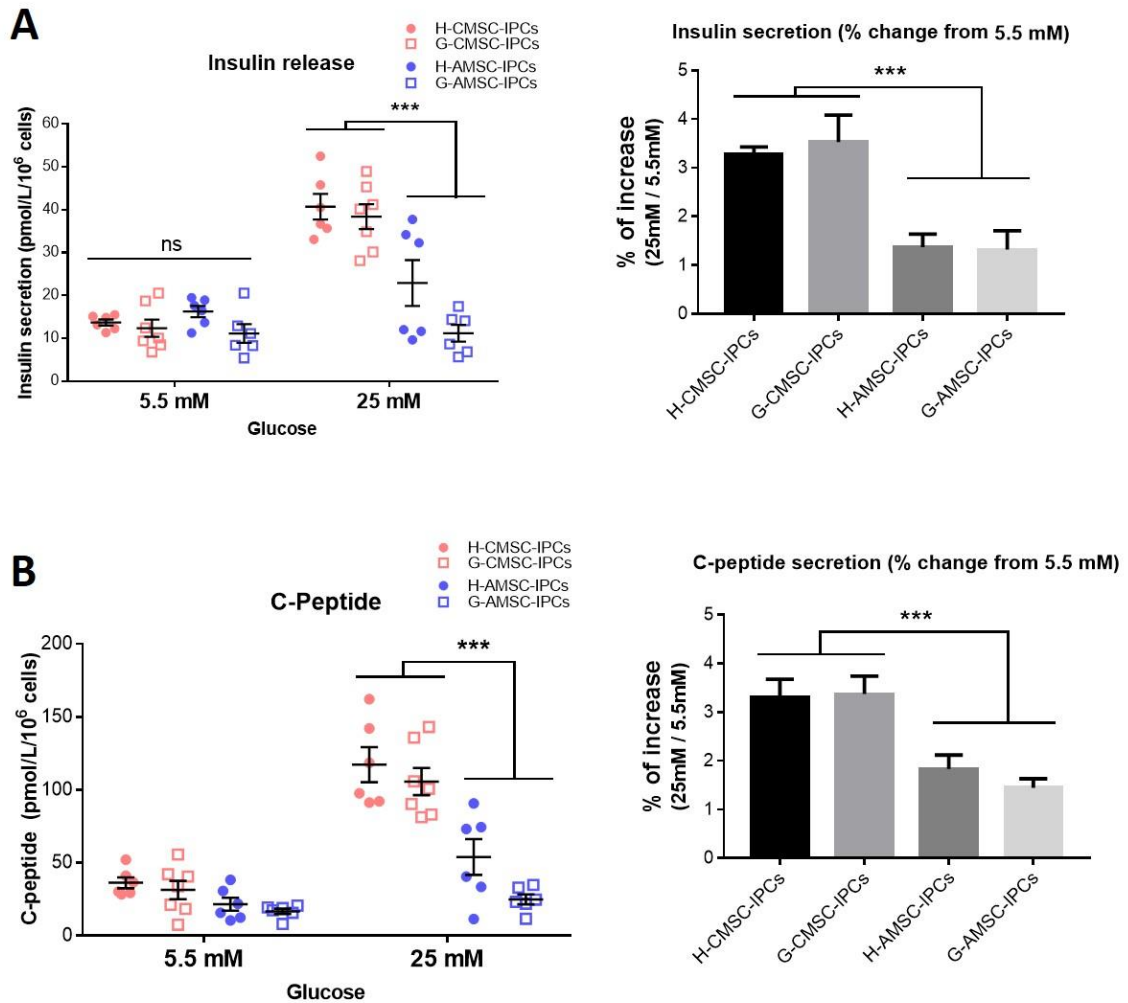 A
Insulin release
H-CMSC-IPCs
G-CMSC-IPCs
H-AMSC-IPCs
G-AMSC-IPCs
Insulin secretion (pmol/L/10⁶ cells)
60
50
40
30
20
10
0
ns
***
5.5 mM
25 mM
Glucose
Insulin secretion (% change from 5.5 mM)
% of increase
(25mM / 5.5mM)
5
4
3
2
1
0
***
H-CMSC-IPCs
G-CMSC-IPCs
H-AMSC-IPCs
G-AMSC-IPCs
B
C-Peptide
H-CMSC-IPCs
G-CMSC-IPCs
H-AMSC-IPCs
G-AMSC-IPCs
C-peptide (pmol/L/10⁶ cells)
200
150
100
50
0
***
5.5 mM
25 mM
Glucose
C-peptide secretion (% change from 5.5 mM)
% of increase
(25mM / 5.5mM)
5
4
3
2
1
0
***
H-CMSC-IPCs
G-CMSC-IPCs
H-AMSC-IPCs
G-AMSC-IPCs